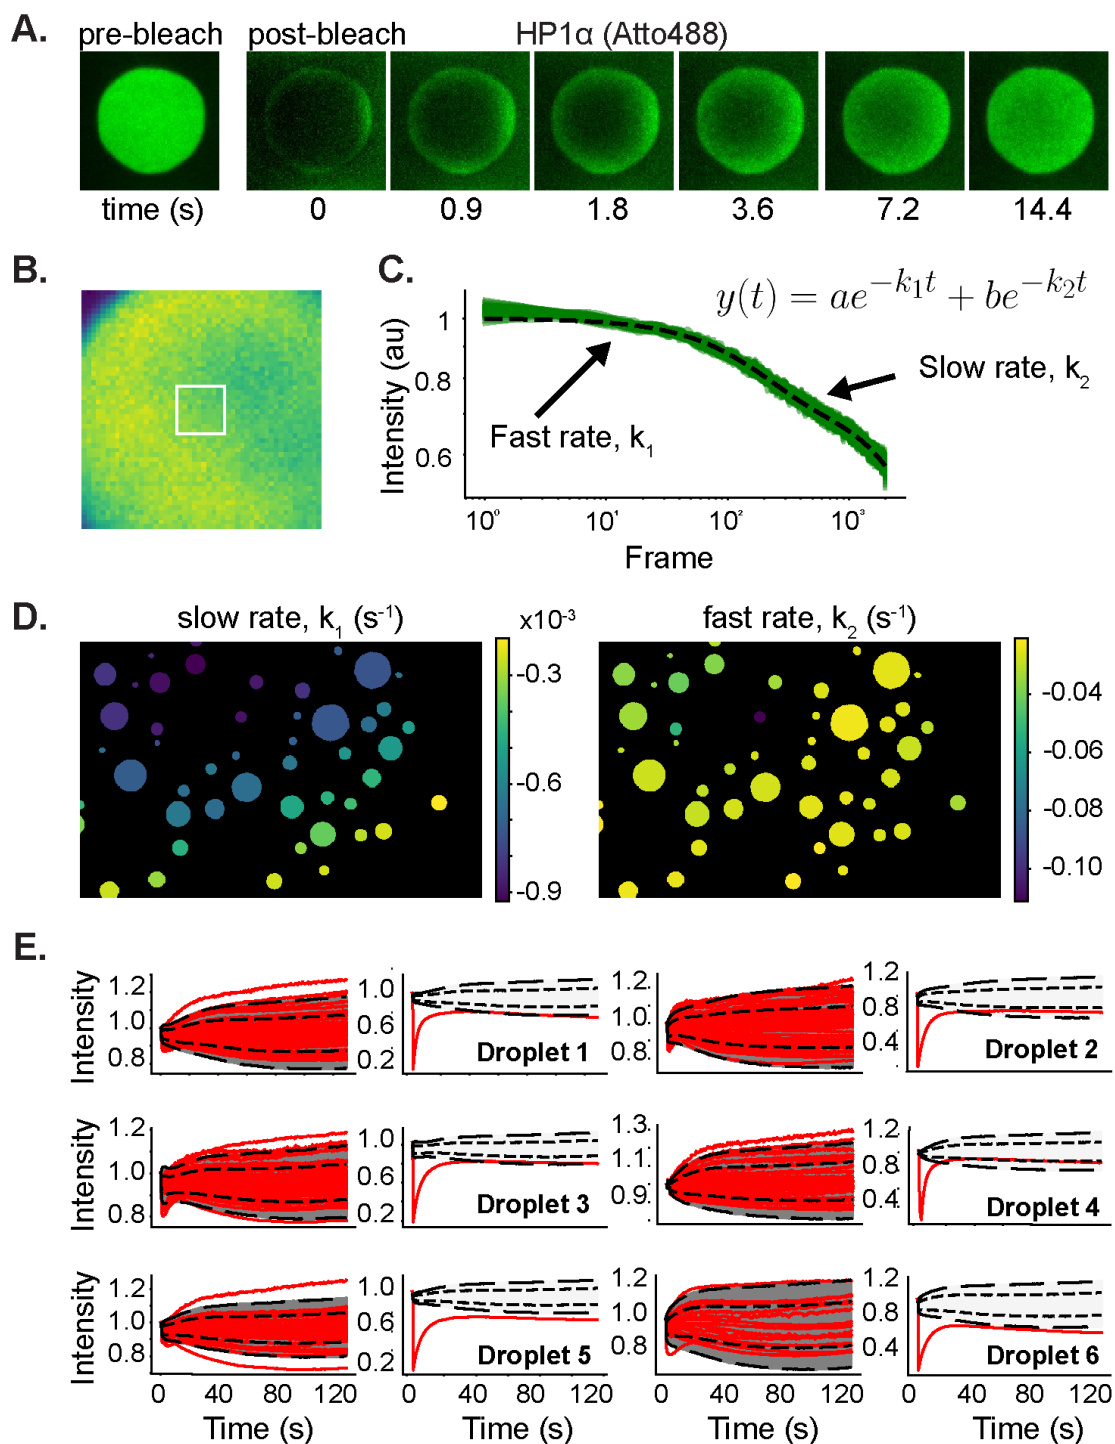 A.
pre-bleach post-bleach HP1α (Atto488)
time (s) 0 0.9 1.8 3.6 7.2 14.4
B.
C.
y(t) = ae^{-k_1t} + be^{-k_2t}
Intensity (au)
1
0.8
0.6
Fast rate, k₁
Slow rate, k₂
10⁰ 10¹ 10² 10³
Frame
D.
slow rate, k₁ (s⁻¹)
x10⁻³
-0.3
-0.6
-0.9
fast rate, k₂ (s⁻¹)
-0.04
-0.06
-0.08
-0.10
E.
Intensity
1.2
1.0
0.8
1.0
0.6
0.2
Droplet 1
1.2
1.0
0.8
1.2
0.8
0.4
Droplet 2
Intensity
1.2
1.0
0.8
1.0
0.6
0.2
Droplet 3
1.3
1.1
0.9
1.2
0.8
0.4
Droplet 4
Intensity
1.2
1.0
0.8
1.0
0.6
0.2
Droplet 5
1.2
1.0
0.8
1.2
0.8
0.4
Droplet 6
0 40 80 120 0 40 80 120 0 40 80 120 0 40 80 120
Time (s) Time (s) Time (s) Time (s)